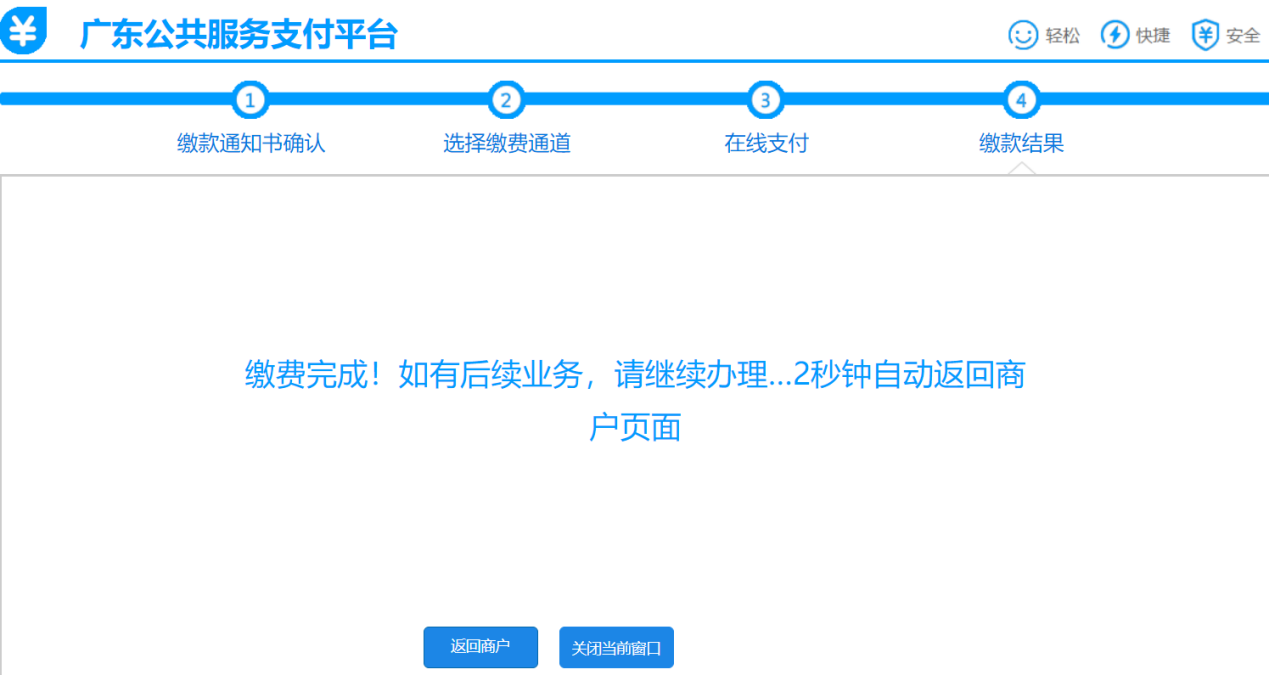 ¥ 广东公共服务支付平台 轻松 快捷 ¥ 安全
1 2 3 4
缴款通知书确认 选择缴费通道 在线支付 缴款结果
缴费完成！如有后续业务，请继续办理...2秒钟自动返回商
户页面
返回商户 关闭当前窗口